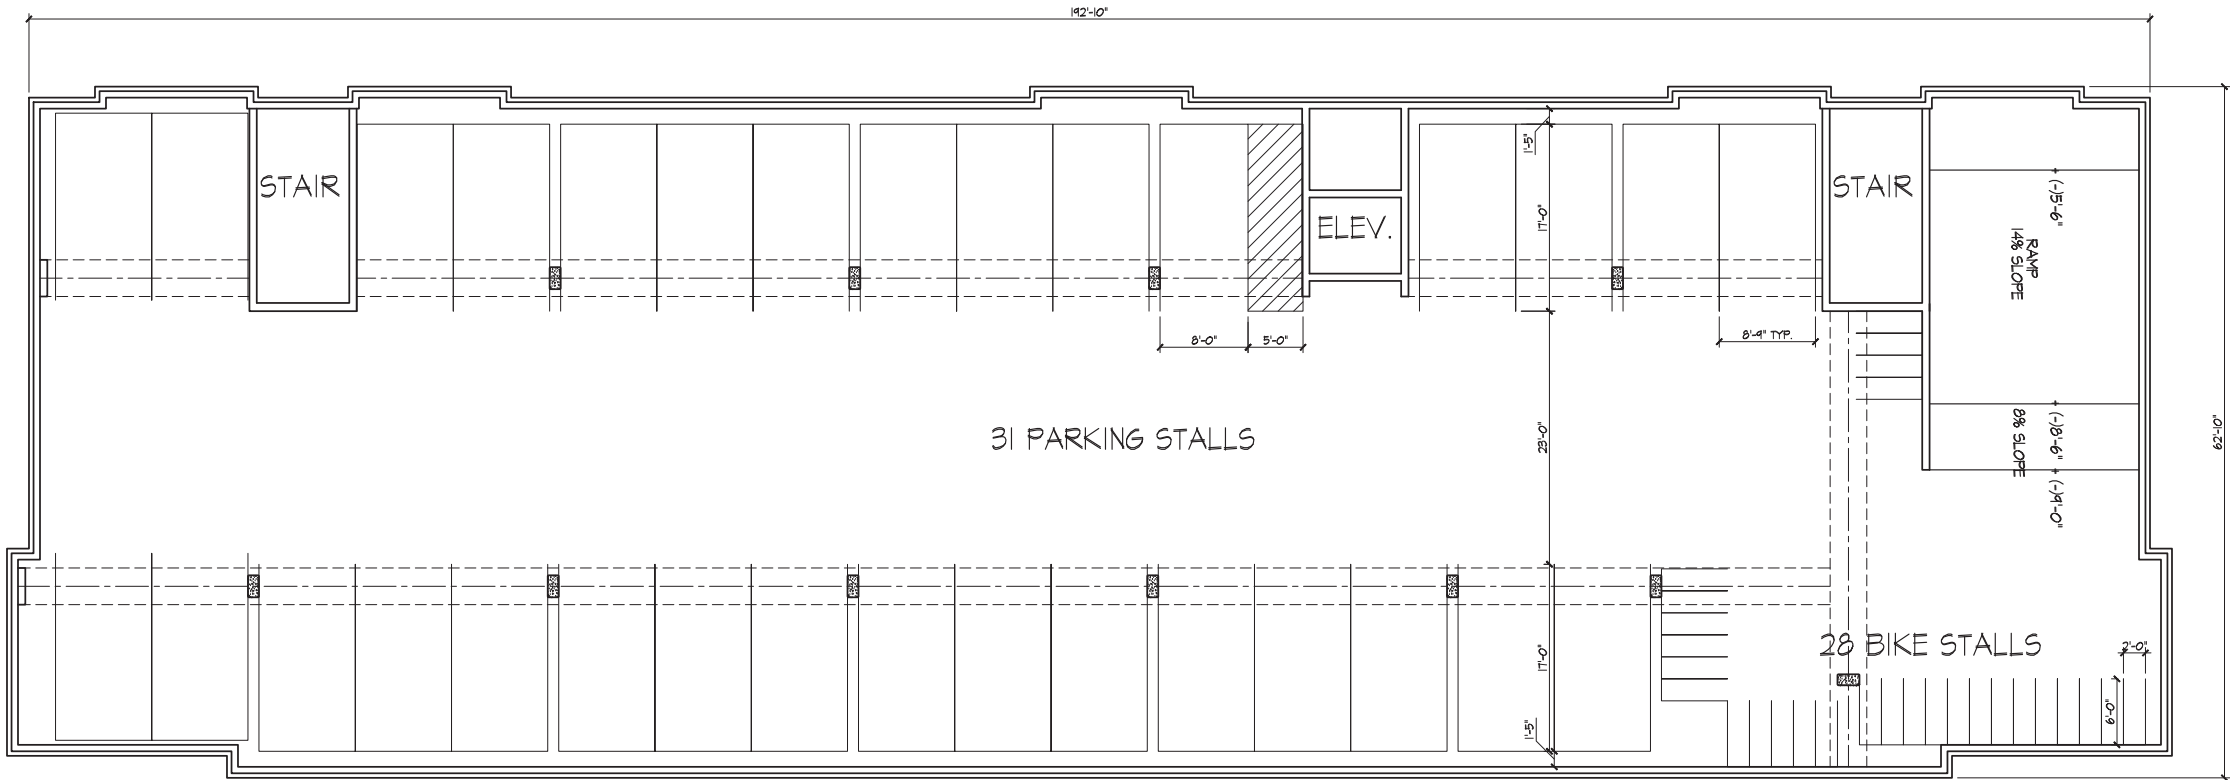 192'-10"
STAIR
ELEV.
1'-5"
17'-0"
STAIR
(-)5'-6"
RAMP
14% SLOPE
8'-0"
5'-0"
8'-9" TYP.
31 PARKING STALLS
23'-0"
8% SLOPE
(-)8'-6"
(-)9'-0"
62'-10"
28 BIKE STALLS
2'-0"
17'-0"
6'-0"
1'-5"